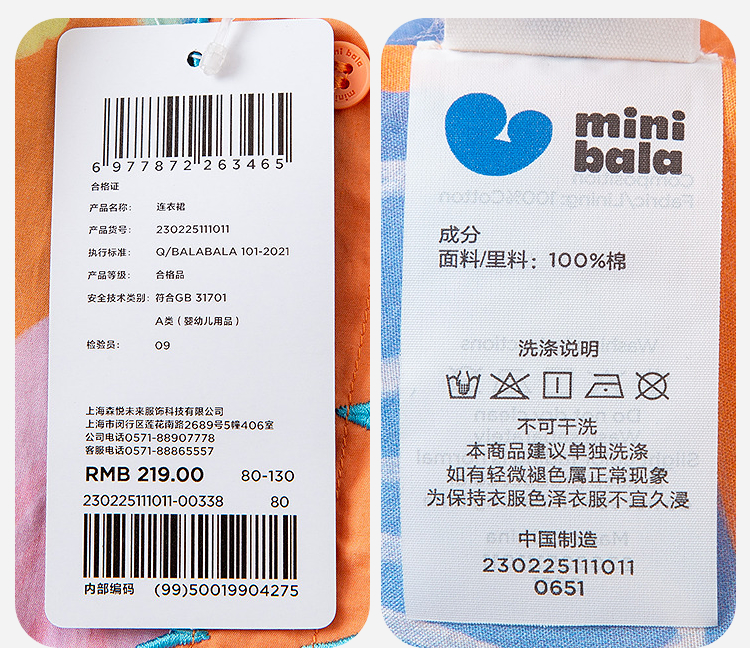 6 977872 263465
合格证
产品名称: 连衣裙
产品货号: 230225111011
执行标准: Q/BALABALA 101-2021
产品等级: 合格品
安全技术类别: 符合GB 31701
A类（婴幼儿用品）
检验员: 09
上海森悦未来服饰科技有限公司
上海市闵行区莲花南路2689号5幢406室
公司电话0571-88907778
客服电话0571-88865557
RMB 219.00 80-130
230225111011-00338 80
内部编码 (99)50019904275
mini bala
mini
bala
Composition
Fabric/Lining: 100%Cotton
成分
面料/里料：100%棉
洗涤说明
不可干洗
本商品建议单独洗涤
如有轻微褪色属正常现象
为保持衣服色泽衣服不宜久浸
中国制造
230225111011
0651